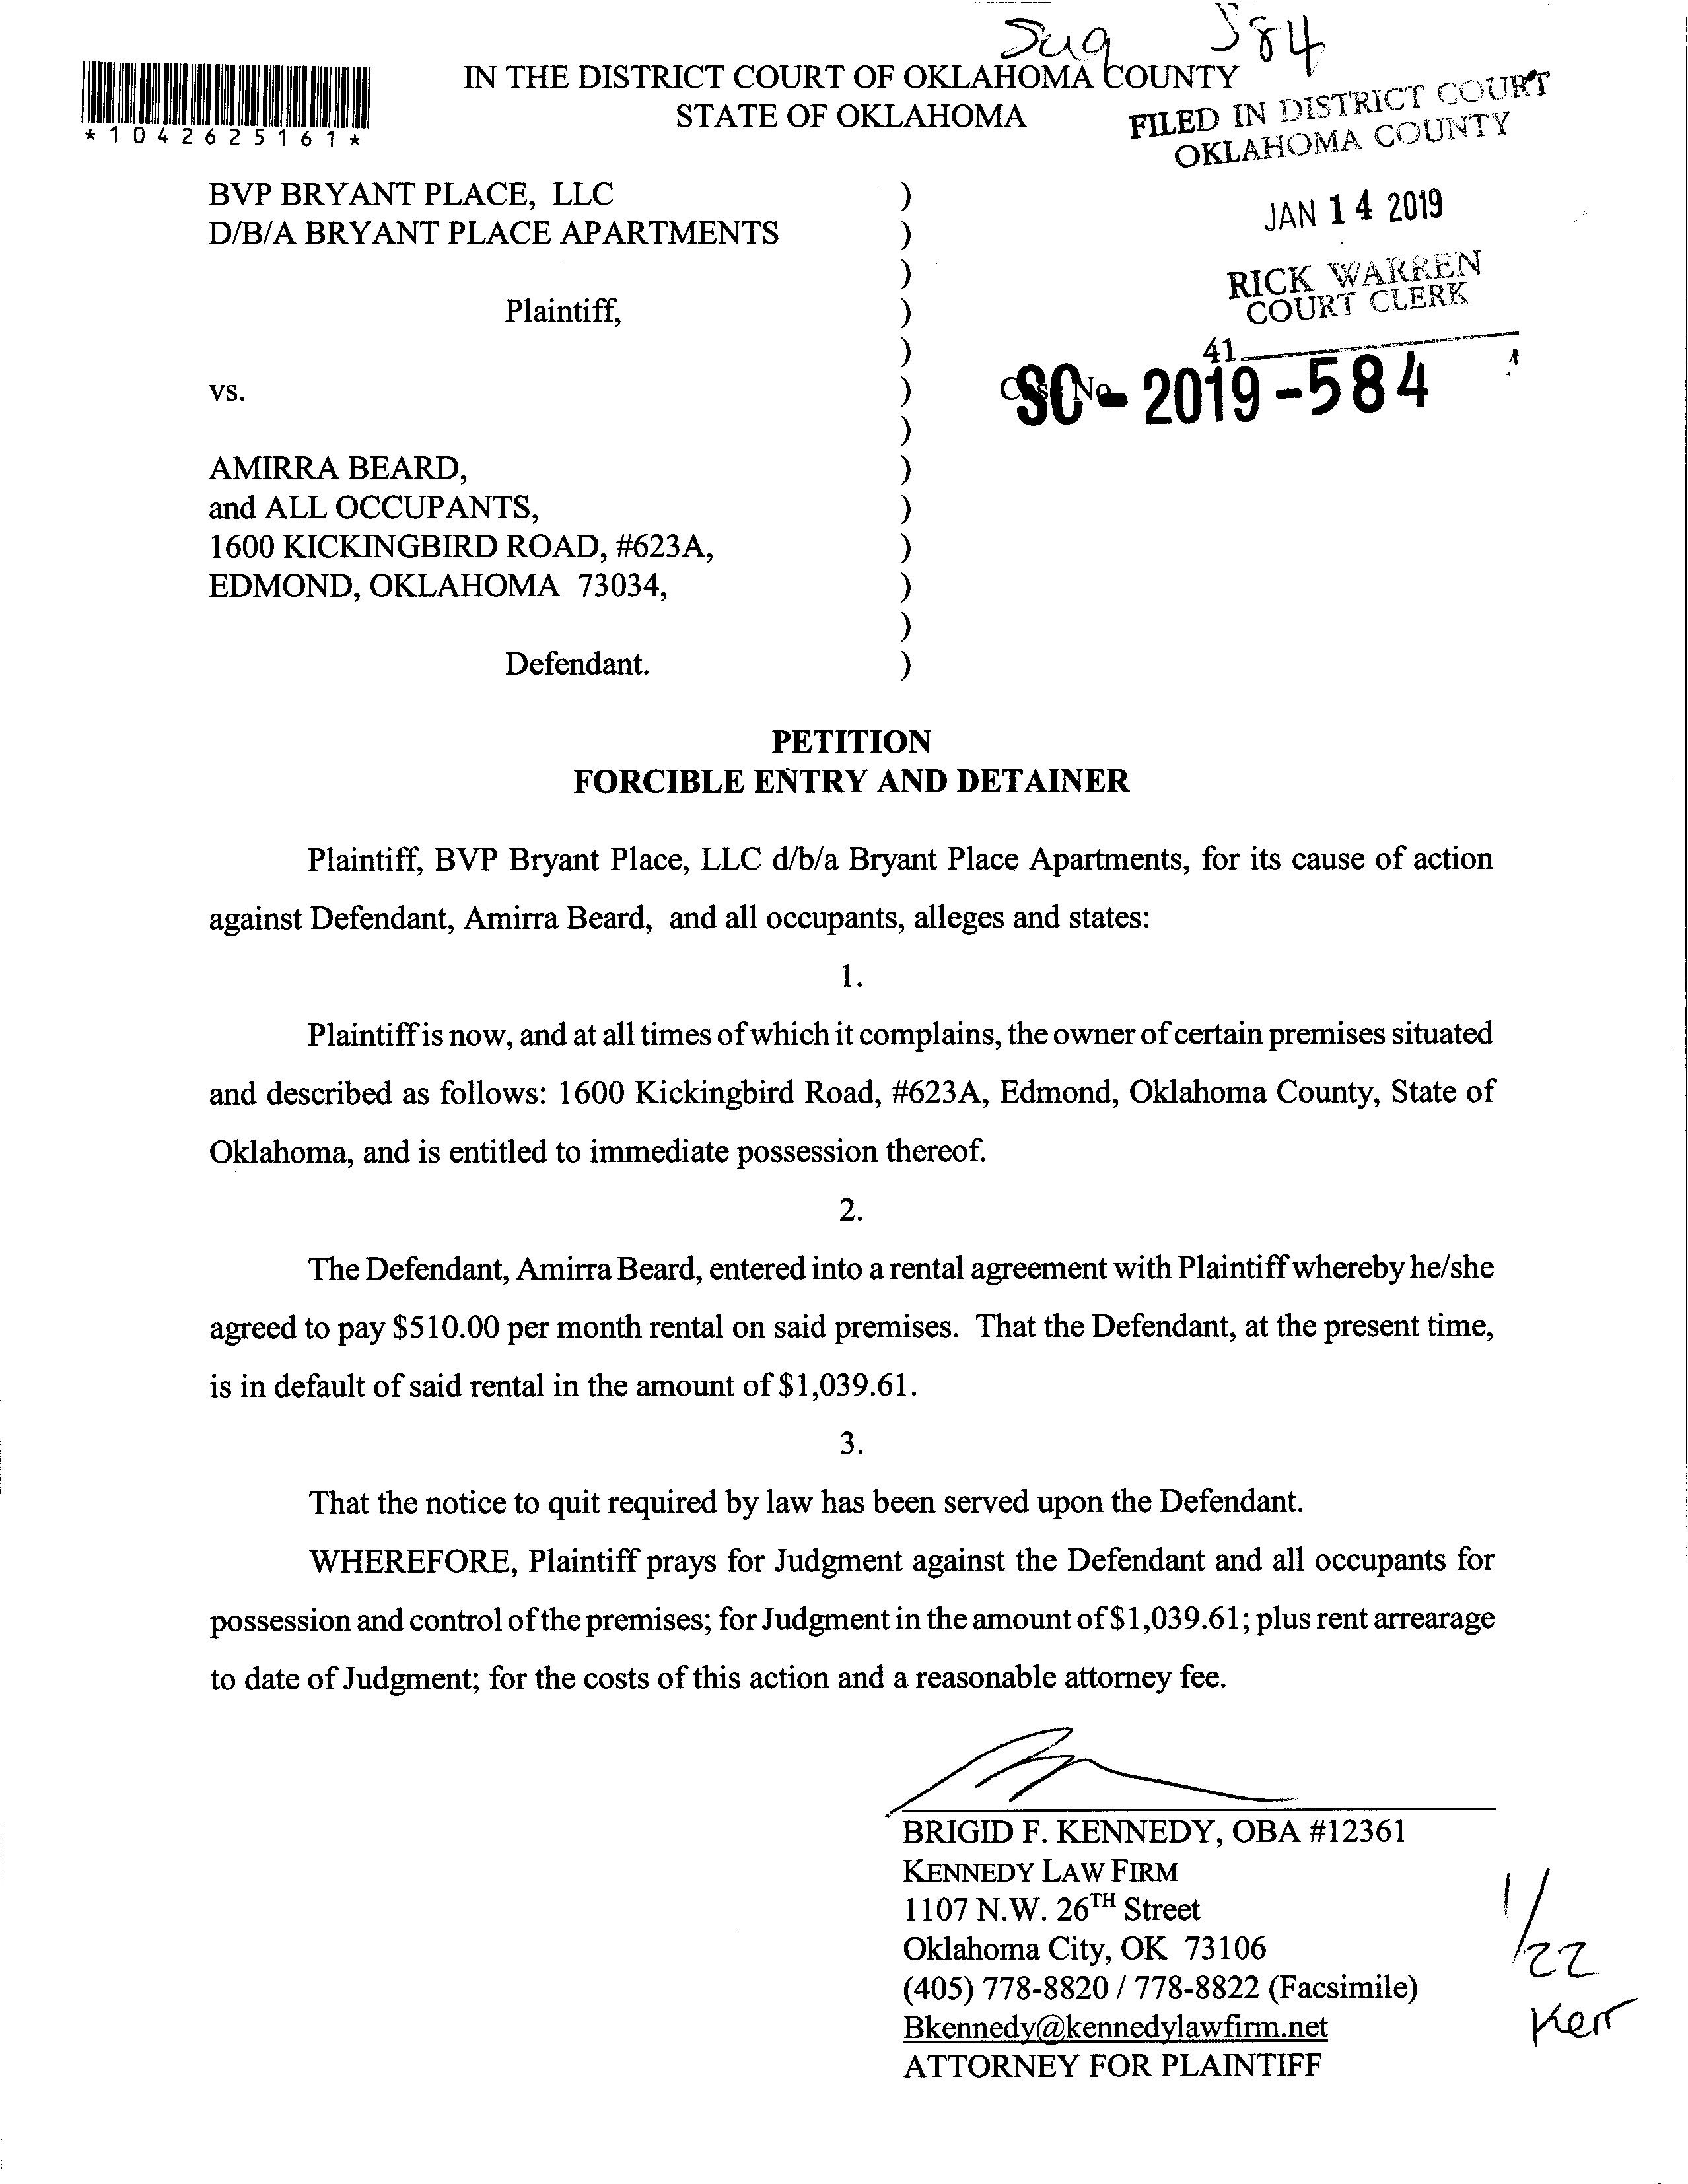 Sug 584
IN THE DISTRICT COURT OF OKLAHOMA COUNTY
STATE OF OKLAHOMA
*1042625161*
FILED IN DISTRICT COURT
OKLAHOMA COUNTY
JAN 14 2019
RICK WARREN
COURT CLERK
41
BVP BRYANT PLACE, LLC )
D/B/A BRYANT PLACE APARTMENTS )
)
Plaintiff, )
)
vs. ) Case No. SC - 2019 - 584
)
AMIRRA BEARD, )
and ALL OCCUPANTS, )
1600 KICKINGBIRD ROAD, #623A, )
EDMOND, OKLAHOMA 73034, )
)
Defendant. )
PETITION
FORCIBLE ENTRY AND DETAINER
Plaintiff, BVP Bryant Place, LLC d/b/a Bryant Place Apartments, for its cause of action
against Defendant, Amirra Beard, and all occupants, alleges and states:
1.
Plaintiff is now, and at all times of which it complains, the owner of certain premises situated
and described as follows: 1600 Kickingbird Road, #623A, Edmond, Oklahoma County, State of
Oklahoma, and is entitled to immediate possession thereof.
2.
The Defendant, Amirra Beard, entered into a rental agreement with Plaintiff whereby he/she
agreed to pay $510.00 per month rental on said premises. That the Defendant, at the present time,
is in default of said rental in the amount of $1,039.61.
3.
That the notice to quit required by law has been served upon the Defendant.
WHEREFORE, Plaintiff prays for Judgment against the Defendant and all occupants for
possession and control of the premises; for Judgment in the amount of $1,039.61; plus rent arrearage
to date of Judgment; for the costs of this action and a reasonable attorney fee.
BRIGID F. KENNEDY, OBA #12361
KENNEDY LAW FIRM
1107 N.W. 26TH Street
Oklahoma City, OK 73106
(405) 778-8820 / 778-8822 (Facsimile)
Bkennedy@kennedylawfirm.net
ATTORNEY FOR PLAINTIFF
1/22
Kerr